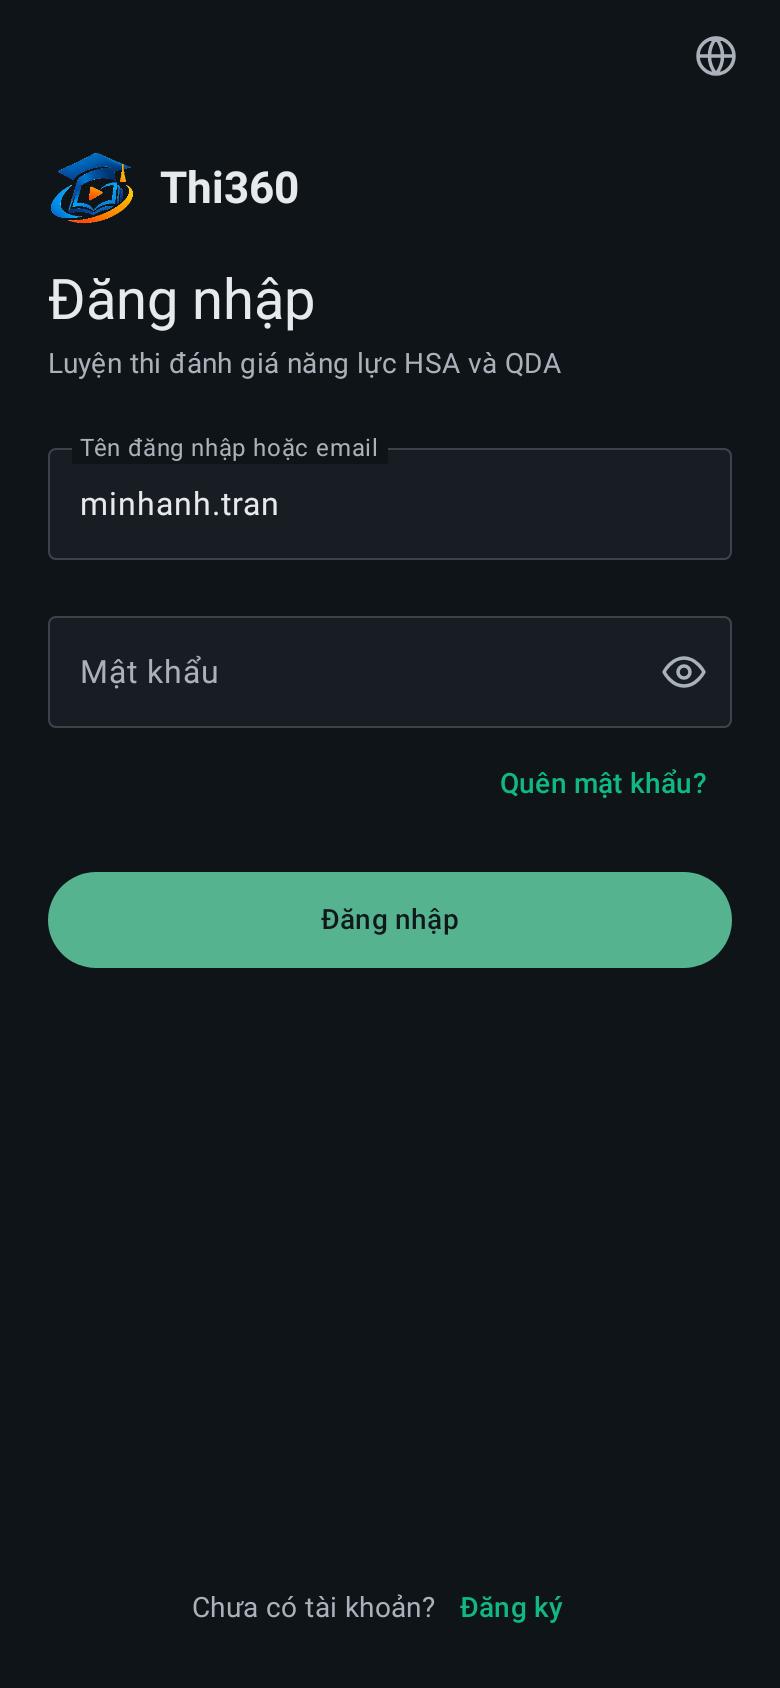 Thi360
Đăng nhập
Luyện thi đánh giá năng lực HSA và QDA
Tên đăng nhập hoặc email
minhanh.tran
Mật khẩu
Quên mật khẩu?
Đăng nhập
Chưa có tài khoản? Đăng ký